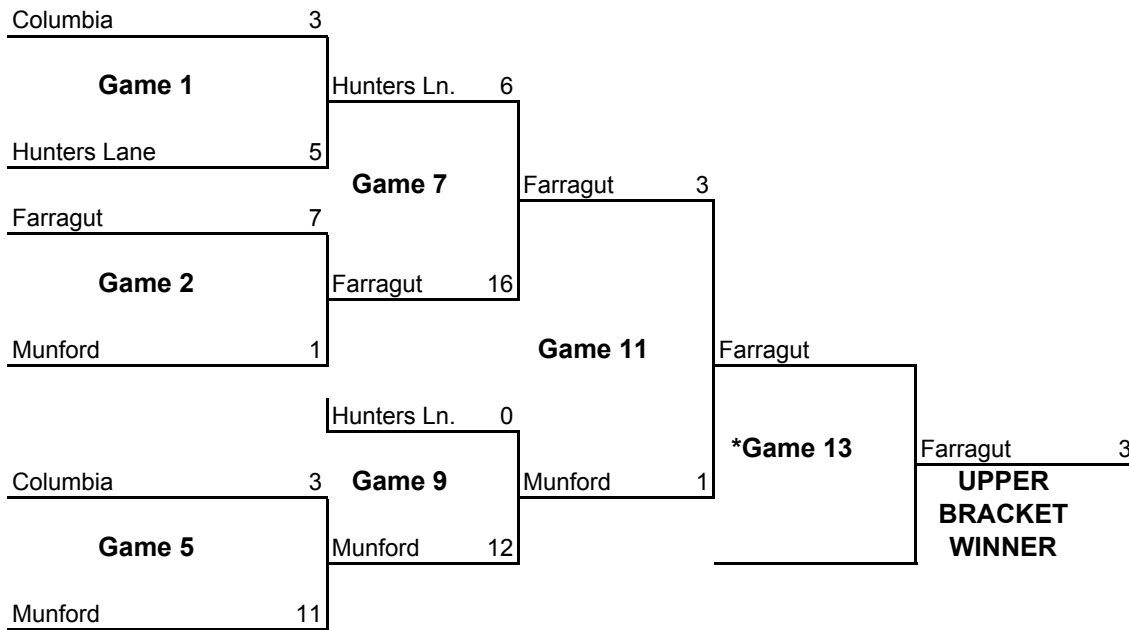 Columbia 3
Game 1
Hunters Ln. 6
Hunters Lane 5
Game 7
Farragut 3
Farragut 7
Game 2
Farragut 16
Munford 1
Game 11
Farragut
Hunters Ln. 0
*Game 13
Farragut 3
Columbia 3
Game 9
Munford 1
UPPER
BRACKET
WINNER
Game 5
Munford 12
Munford 11